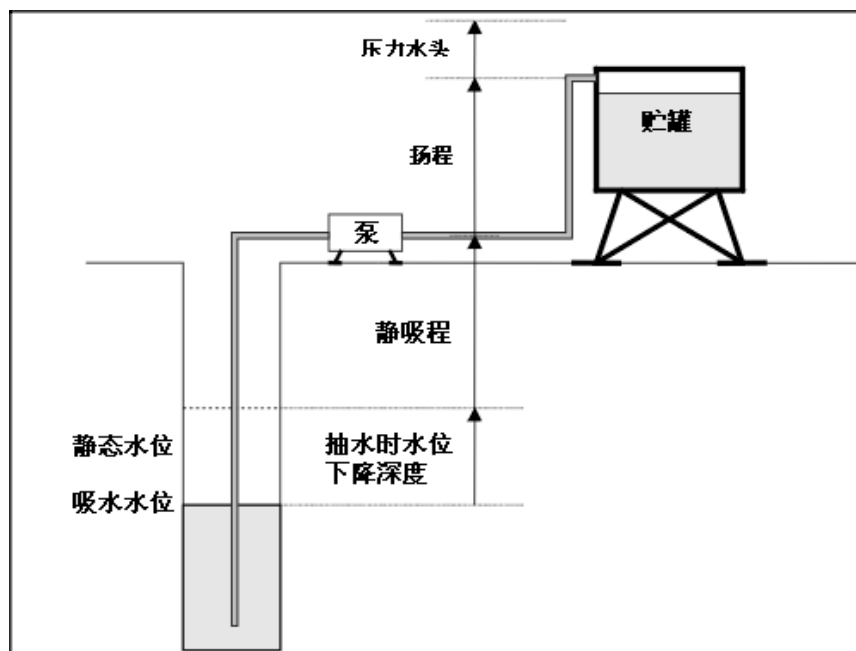 压力水头
贮罐
扬程
泵
静吸程
静态水位
抽水时水位
下降深度
吸水水位